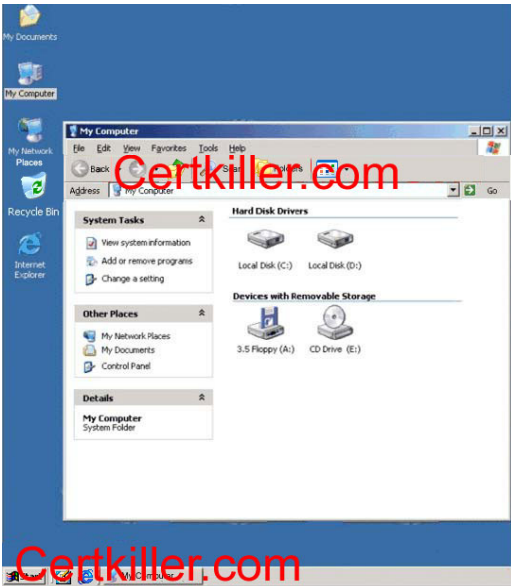 My Documents
My Computer
My Network
Places
Recycle Bin
Internet
Explorer
My Computer
File Edit View Favorites Tools Help
Back Folders
Certkiller.com
Address My Computer Go
System Tasks
View system information
Add or remove programs
Change a setting
Other Places
My Network Places
My Documents
Control Panel
Details
My Computer
System Folder
Hard Disk Drivers
Local Disk (C:) Local Disk (D:)
Devices with Removable Storage
3.5 Floppy (A:) CD Drive (E:)
Start My Computer
Certkiller.com